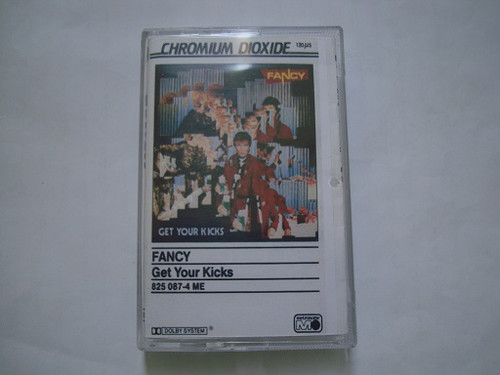 CHROMIUM DIOXIDE 120 µS
FANCY
GET YOUR KICKS
FANCY
Get Your Kicks
825 087-4 ME
DOLBY SYSTEM ®